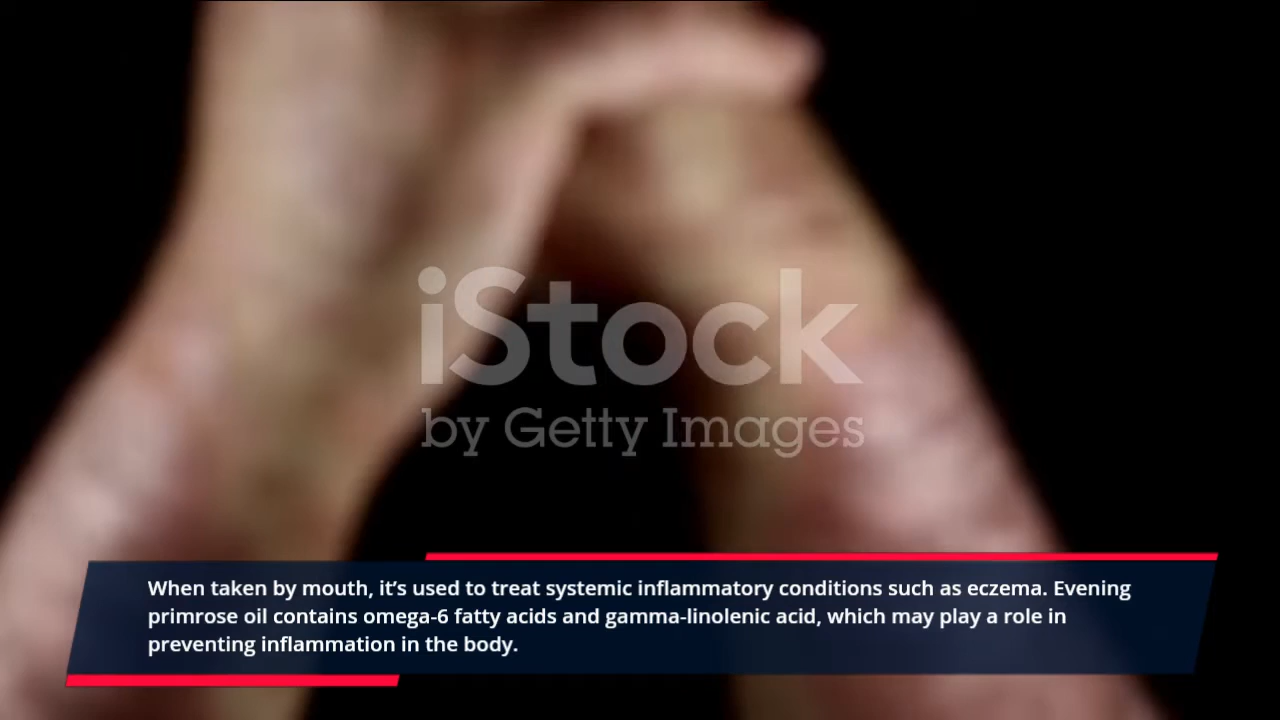 iStock
by Getty Images
When taken by mouth, it’s used to treat systemic inflammatory conditions such as eczema. Evening
primrose oil contains omega-6 fatty acids and gamma-linolenic acid, which may play a role in
preventing inflammation in the body.